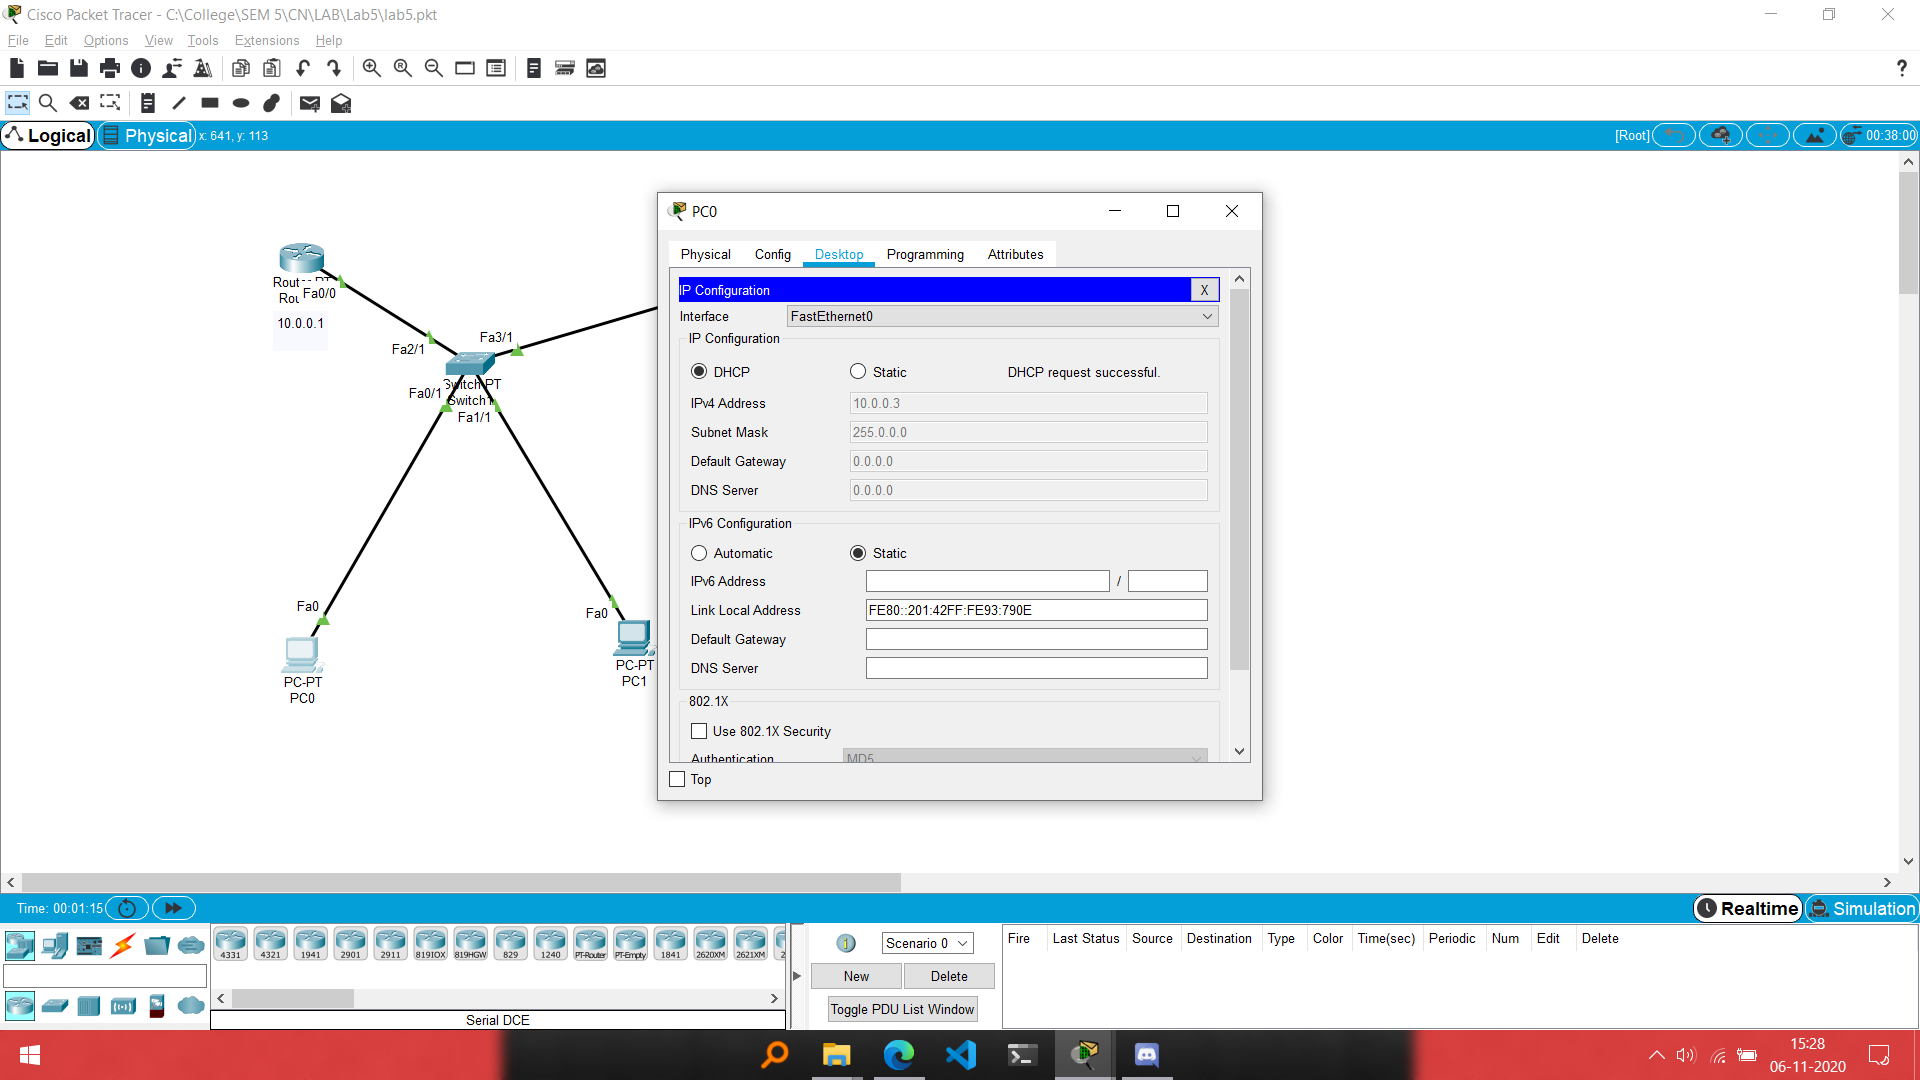 Cisco Packet Tracer - C:\College\SEM 5\CN\LAB\Lab5\lab5.pkt
File Edit Options View Tools Extensions Help
?
Logical Physical x: 641, y: 113 [Root] 00:38:00
Fa0/0
10.0.0.1
Fa2/1
Fa3/1
Fa0/1
Switch-PT
Switch1
Fa1/1
Fa0
PC-PT
PC0
Fa0
PC-PT
PC1
PC0
Physical Config Desktop Programming Attributes
IP Configuration X
Interface FastEthernet0
IP Configuration
DHCP Static DHCP request successful.
IPv4 Address 10.0.0.3
Subnet Mask 255.0.0.0
Default Gateway 0.0.0.0
DNS Server 0.0.0.0
IPv6 Configuration
Automatic Static
IPv6 Address /
Link Local Address FE80::201:42FF:FE93:790E
Default Gateway
DNS Server
802.1X
Use 802.1X Security
Authentication MD5
Top
Time: 00:01:15 Realtime Simulation
4331 4321 1941 2901 2911 819IOX 819HGW 829 1240 PT-Router PT-Empty 1841 2620XM 2621XM
Serial DCE
Scenario 0
New Delete
Toggle PDU List Window
Fire Last Status Source Destination Type Color Time(sec) Periodic Num Edit Delete
15:28
06-11-2020